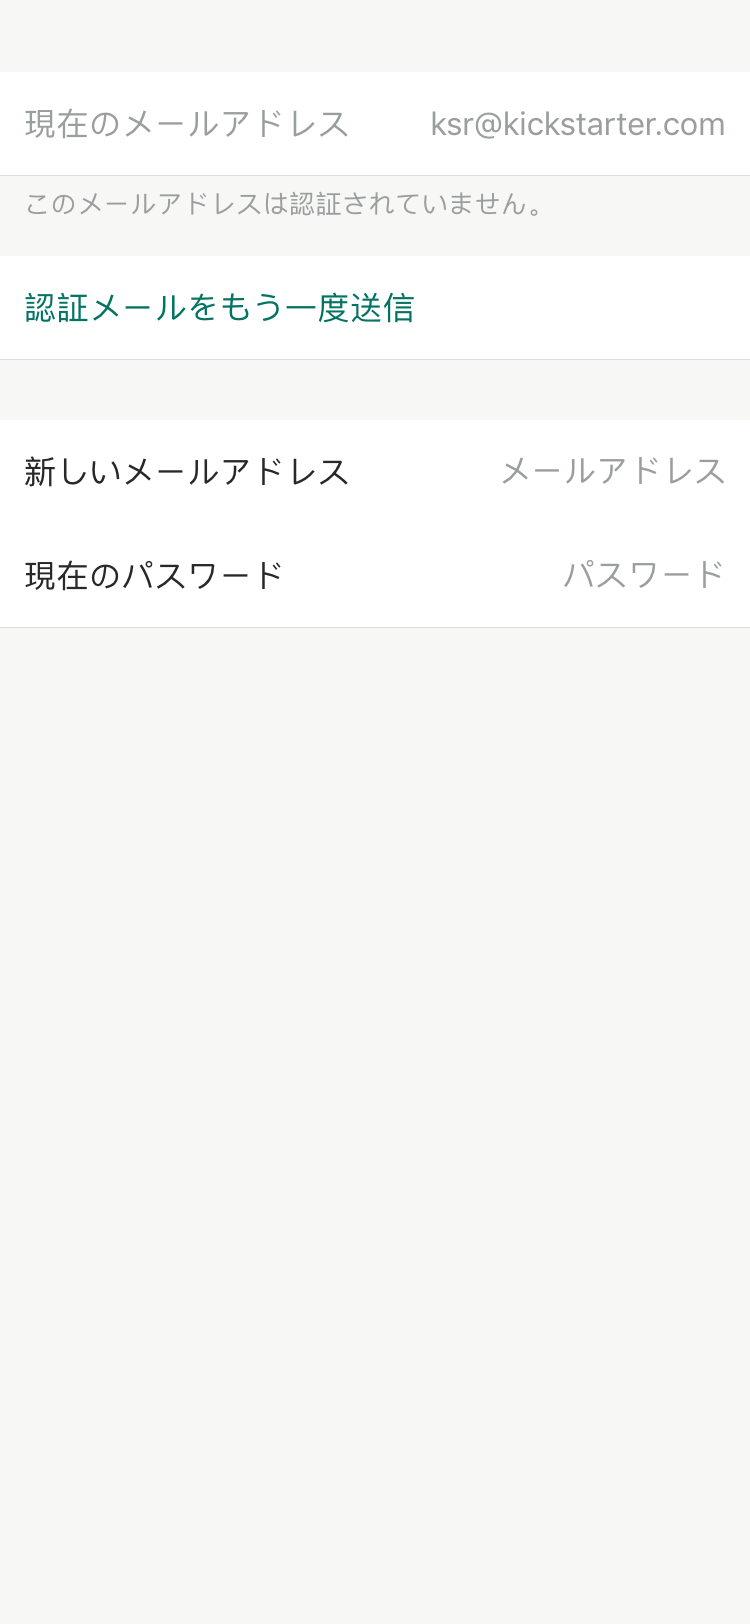 現在のメールアドレス ksr@kickstarter.com
このメールアドレスは認証されていません。
認証メールをもう一度送信
新しいメールアドレス メールアドレス
現在のパスワード パスワード